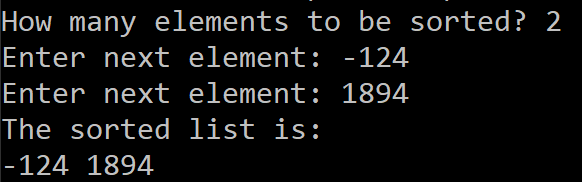 How many elements to be sorted? 2
Enter next element: -124
Enter next element: 1894
The sorted list is:
-124 1894